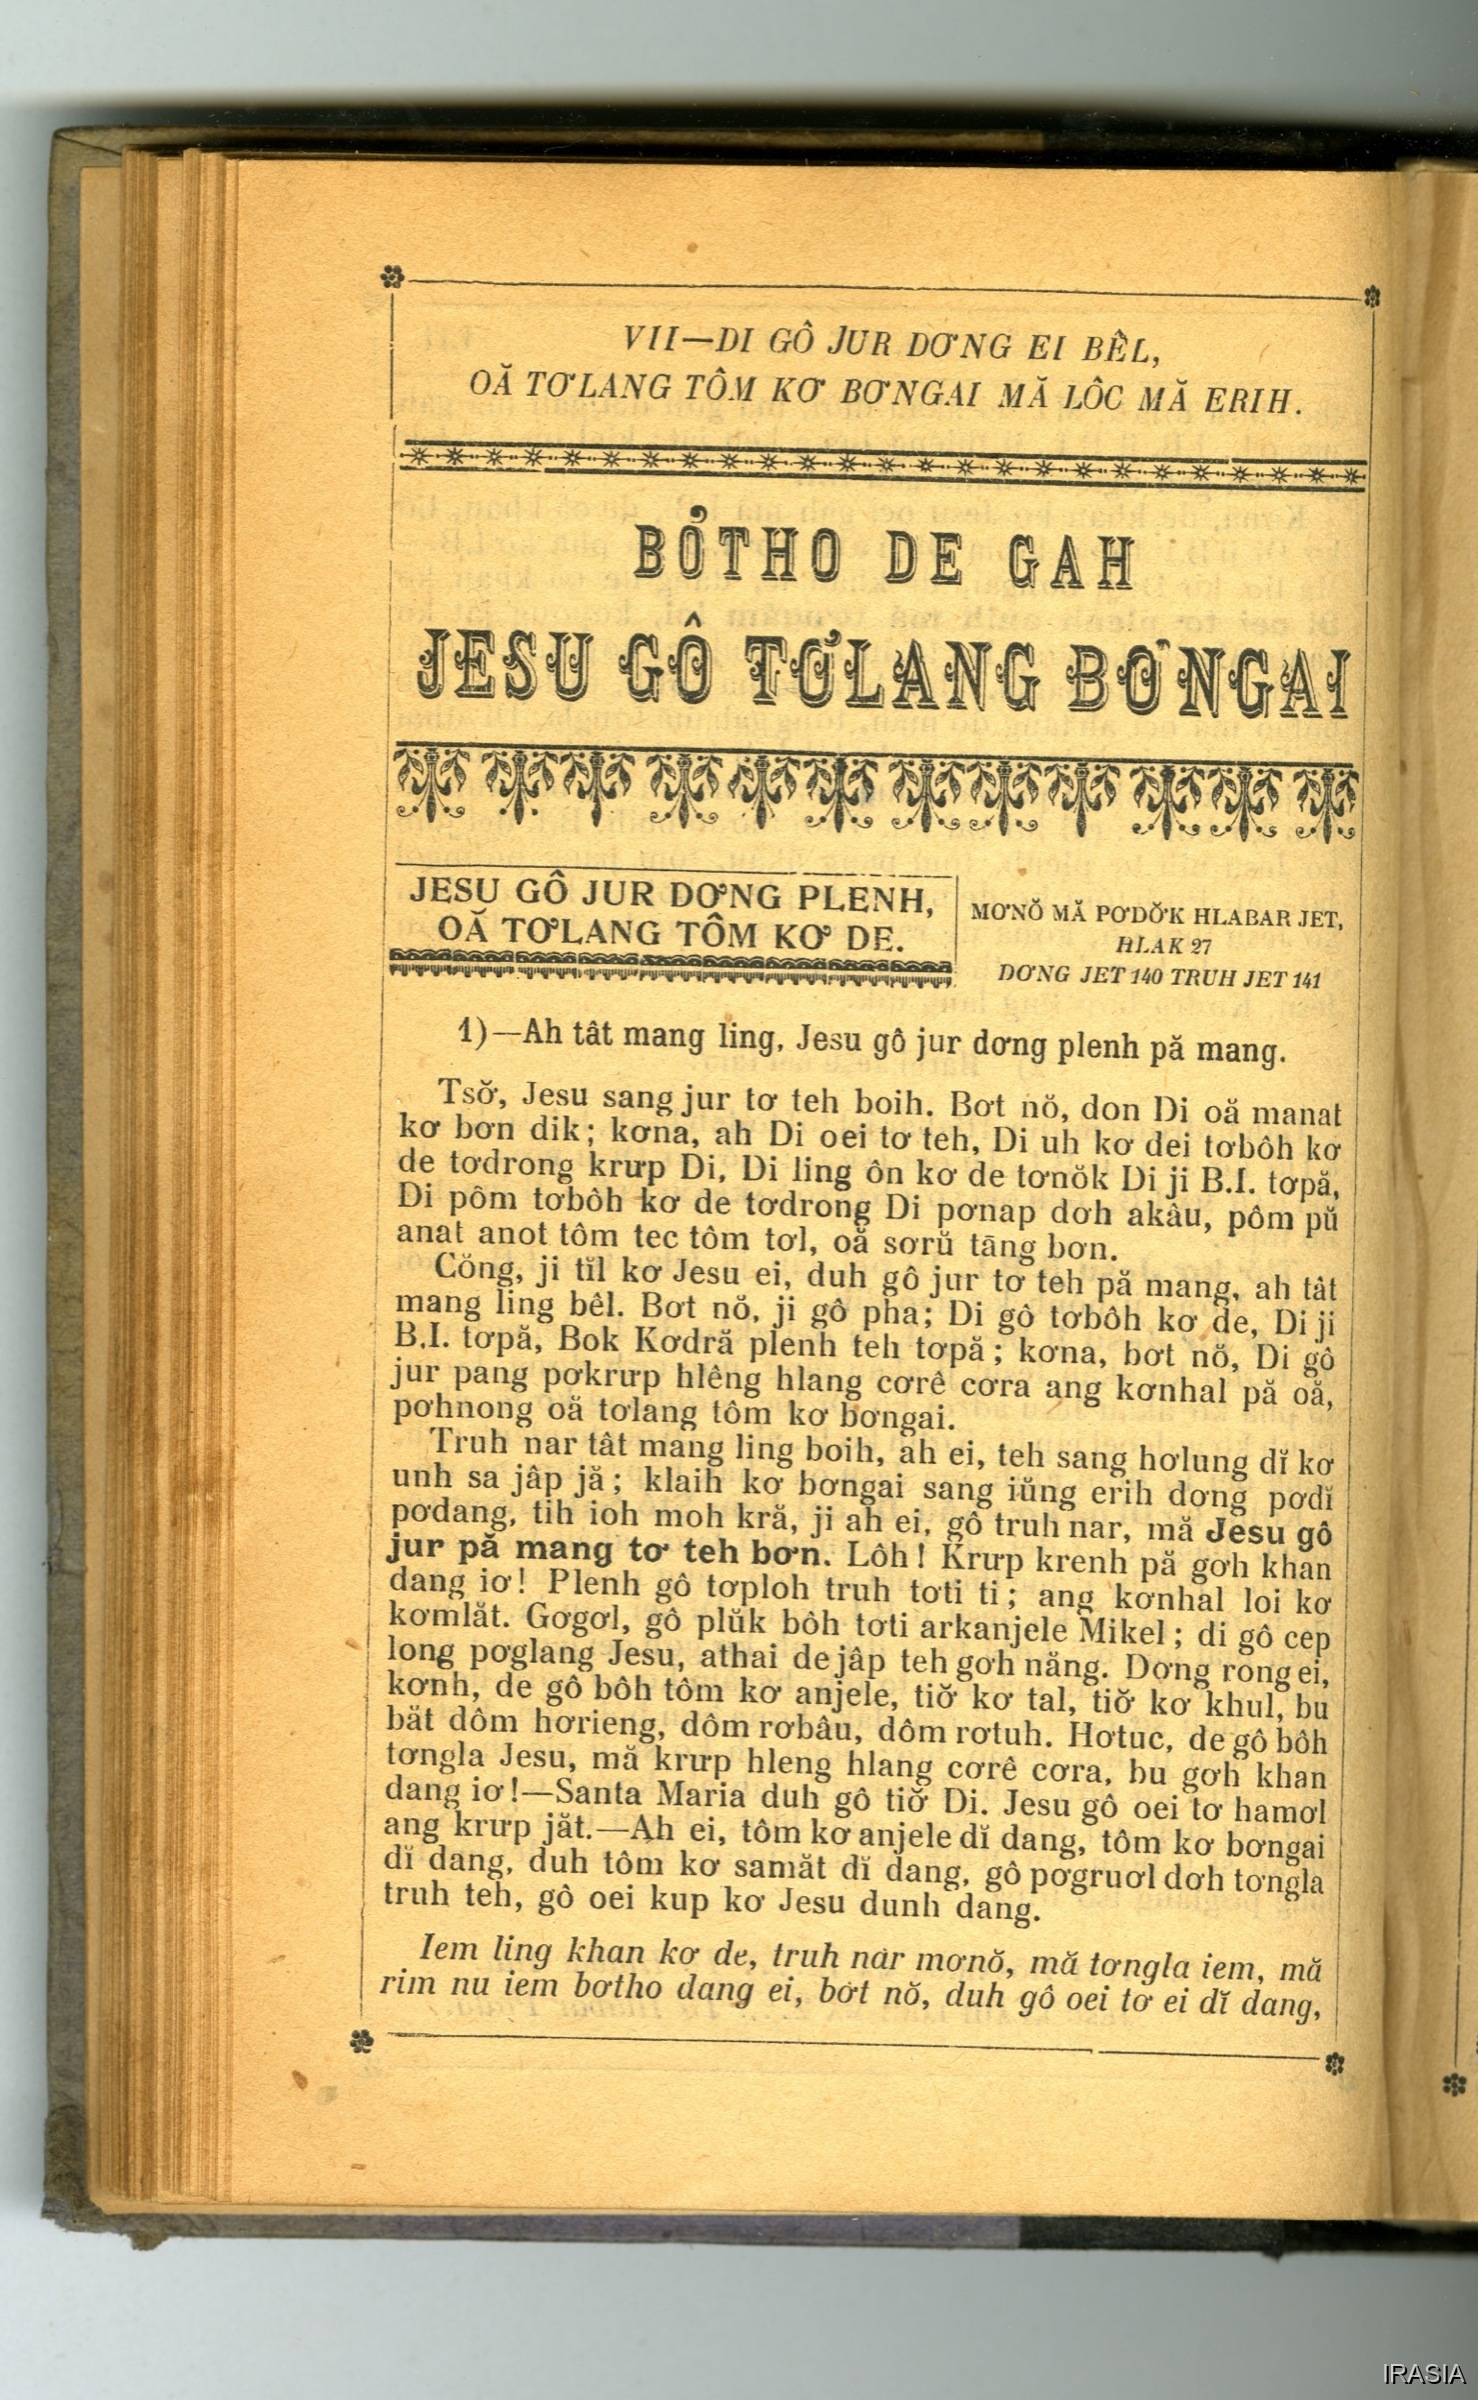 VII—DI GÔ JUR DƠNG EI BÊL,
OĂ TƠLANG TÔM KƠ BƠNGAI MĂ LÔC MĂ ERIH.
BƠ̆THO DE GAH
JESU GÔ TƠLANG BƠNGAI
JESU GÔ JUR DƠNG PLENH,
OĂ TƠLANG TÔM KƠ DE.
MƠNŎ MĂ PƠDƠ̆K HLABAR JET,
HLAK 27
DƠNG JET 140 TRUH JET 141
1)—Ah tât mang ling, Jesu gô jur dơng plenh pă mang.
Tsơ̆, Jesu sang jur tơ teh boih. Bơt nŏ, don Di oă manat
kơ bơn dik; kơna, ah Di oei tơ teh, Di uh kơ dei tơbôh kơ
de tơdrong krưp Di, Di ling ôn kơ de tơnŏk Di ji B.I. tơpă,
Di pôm tơbôh kơ de tơdrong Di pơnap dơh akâu, pôm pŭ
anat anot tôm tec tôm tơl, oă sơrŭ tāng bơn.
Cŏng, ji tĭl kơ Jesu ei, duh gô jur tơ teh pă mang, ah tât
mang ling bêl. Bơt nŏ, ji gô pha; Di gô tơbôh kơ de, Di ji
B.I. tơpă, Bok Kơdră plenh teh tơpă; kơna, bơt nŏ, Di gô
jur pang pơkrưp hlêng hlang cơrê cơra ang kơnhal pă oă,
pơhnong oă tơlang tôm kơ bơngai.
Truh nar tât mang ling boih, ah ei, teh sang hơlung dĭ kơ
unh sa jâp jă; klaih kơ bơngai sang iŭng erih dơng pơdĭ
pơdang, tih ioh moh kră, ji ah ei, gô truh nar, mă Jesu gô
jur pă mang tơ teh bơn. Lôh! Krưp krenh pă gơh khan
dang iơ! Plenh gô tơploh truh tơti ti; ang kơnhal loi kơ
kơmlăt. Gơgơl, gô plŭk bôh tơti arkanjele Mikel; di gô cep
long pơglang Jesu, athai de jâp teh gơh năng. Dơng rong ei,
kơnh, de gô bôh tôm kơ anjele, tiơ̆ kơ tal, tiơ̆ kơ khul, bu
băt dôm hơrieng, dôm rơbâu, dôm rơtuh. Hơtuc, de gô bôh
tơngla Jesu, mă krưp hleng hlang cơrê cơra, bu gơh khan
dang iơ!—Santa Maria duh gô tiơ̆ Di. Jesu gô oei tơ hamơl
ang krưp jăt.—Ah ei, tôm kơ anjele dĭ dang, tôm kơ bơngai
dĭ dang, duh tôm kơ samăt dĭ dang, gô pơgruơl dơh tơngla
truh teh, gô oei kup kơ Jesu dunh dang.
Iem ling khan kơ de, truh nar mơnŏ, mă tơngla iem, mă
rim nu iem bơtho dang ei, bơt nŏ, duh gô oei tơ ei dĭ dang,
IRASIA